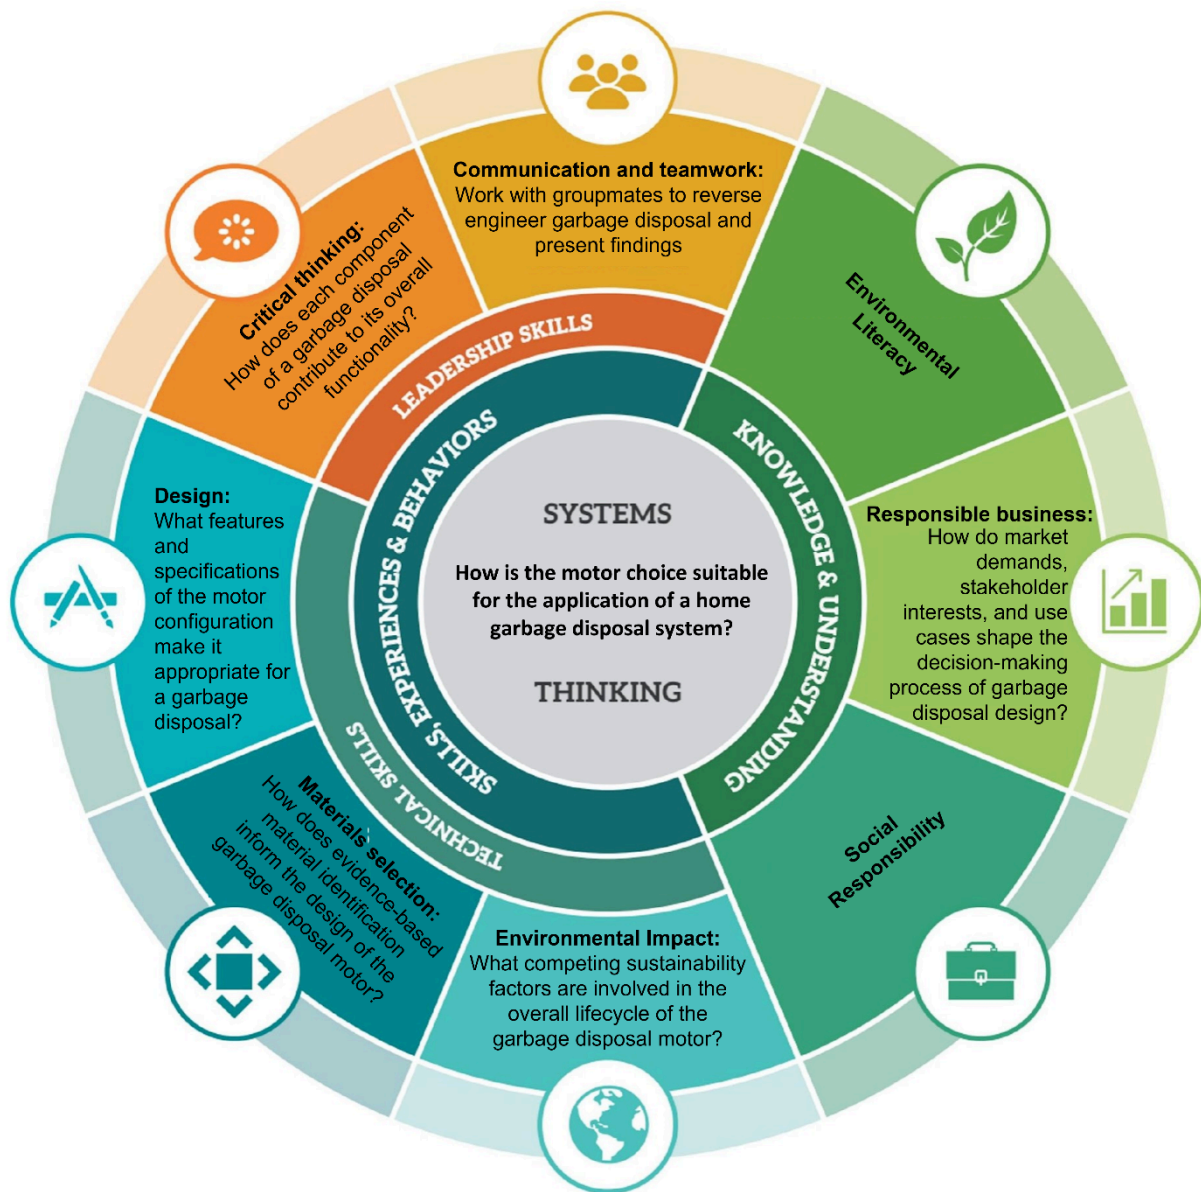 Communication and teamwork:
Work with groupmates to reverse
engineer garbage disposal and
present findings
Environmental
Literacy
Responsible business:
How do market
demands,
stakeholder
interests, and use
cases shape the
decision-making
process of garbage
disposal design?
Social
Responsibility
Environmental Impact:
What competing sustainability
factors are involved in the
overall lifecycle of the
garbage disposal motor?
Materials selection:
How does evidence-based
material identification
inform the design of the
garbage disposal motor?
Design:
What features
and
specifications
of the motor
configuration
make it
appropriate for
a garbage
disposal?
Critical thinking:
How does each component
of a garbage disposal
contribute to its overall
functionality?
LEADERSHIP SKILLS
TECHNICAL SKILLS
SKILLS, EXPERIENCES & BEHAVIORS
KNOWLEDGE & UNDERSTANDING
SYSTEMS
How is the motor choice suitable
for the application of a home
garbage disposal system?
THINKING